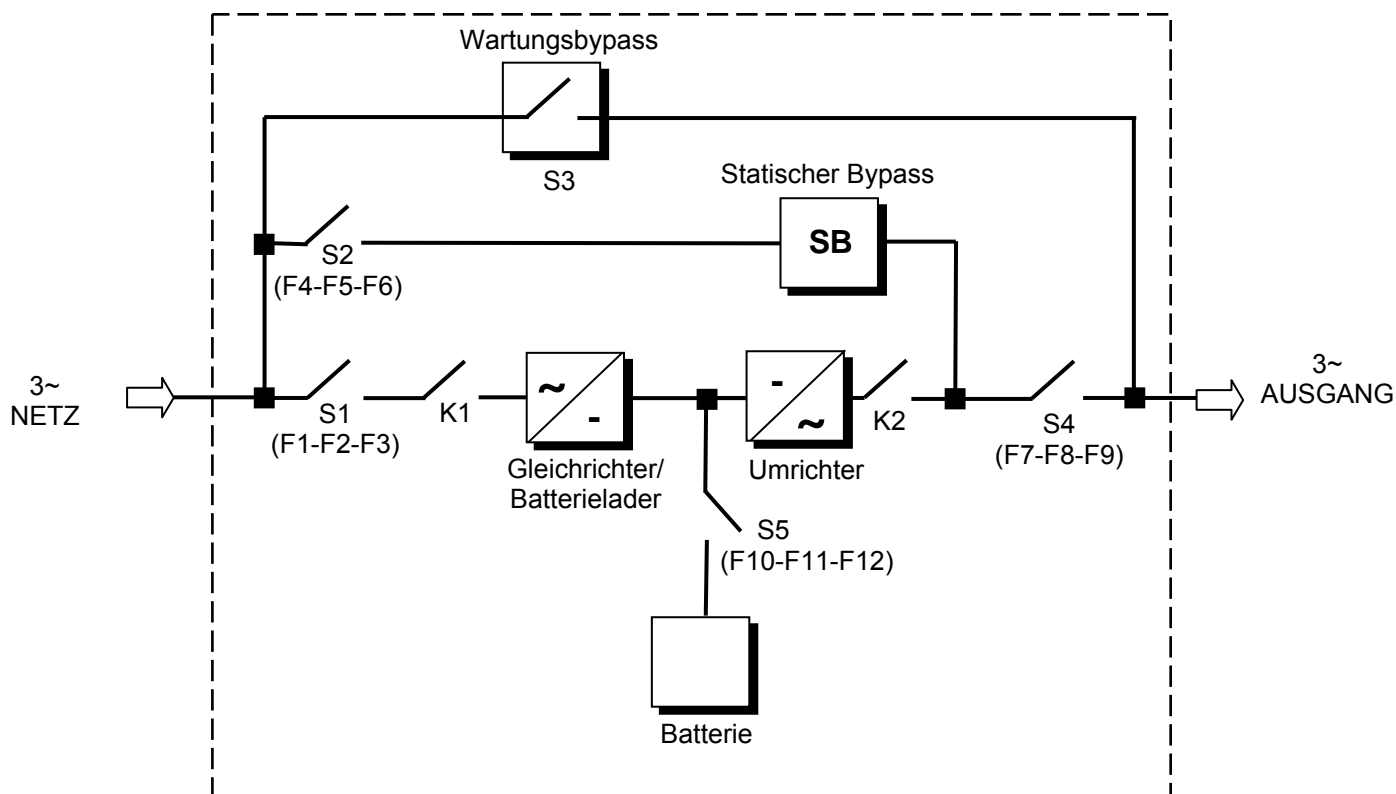 Wartungsbypass
S3
Statischer Bypass
SB
S2
(F4-F5-F6)
3~
NETZ
S1
(F1-F2-F3)
K1
~
-
Gleichrichter/
Batterielader
-
~
Umrichter
K2
S4
(F7-F8-F9)
3~
AUSGANG
S5
(F10-F11-F12)
Batterie